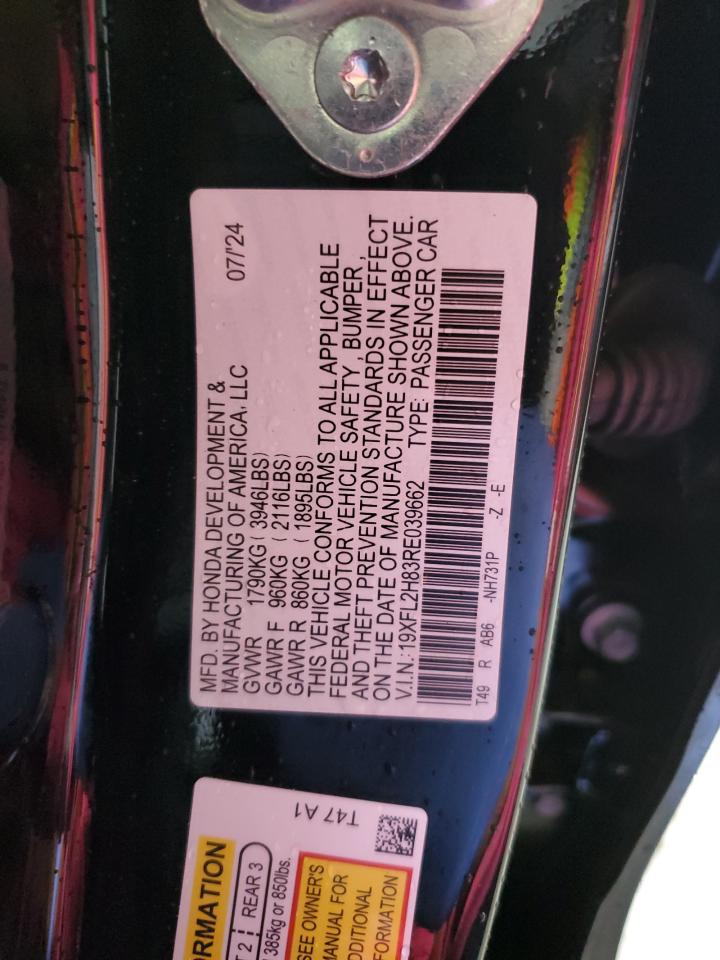 MFD. BY HONDA DEVELOPMENT &
MANUFACTURING OF AMERICA, LLC 07/'24
GVWR 1790KG ( 3946LBS)
GAWR F 960KG ( 2116LBS)
GAWR R 860KG ( 1895LBS)
THIS VEHICLE CONFORMS TO ALL APPLICABLE
FEDERAL MOTOR VEHICLE SAFETY , BUMPER ,
AND THEFT PREVENTION STANDARDS IN EFFECT
ON THE DATE OF MANUFACTURE SHOWN ABOVE.
V.I.N.:19XFL2H83RE039662 TYPE: PASSENGER CAR
T49 R AB6 -NH731P -Z -E
T47 A1
RMATION
T 2 REAR 3
385kg or 850lbs.
SEE OWNER'S
MANUAL FOR
DDITIONAL
FORMATION